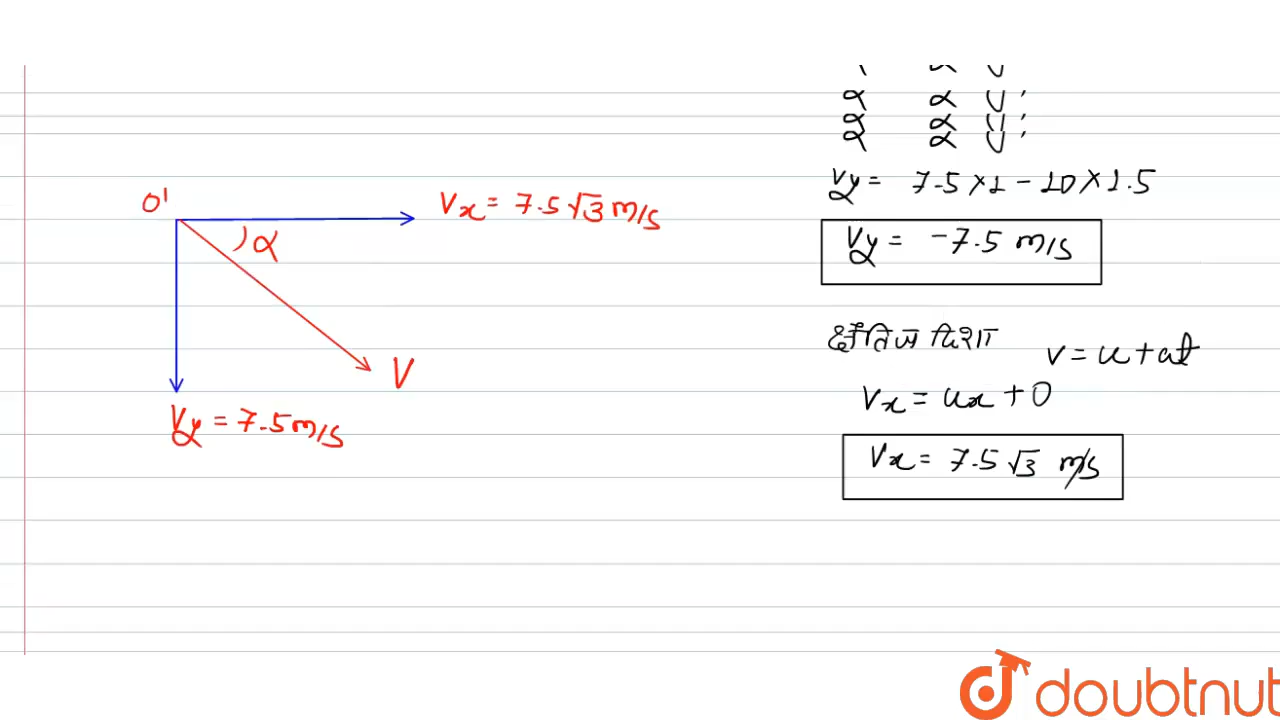 O'
Vx = 7.5 √3 m/s
α
V
Vy = 7.5 m/s
Vy = 7.5 × 1 - 10 × 1.5
Vy = -7.5 m/s
क्षैतिज दिशा
v = u + at
Vx = ux + 0
Vx = 7.5 √3 m/s
doubtnut